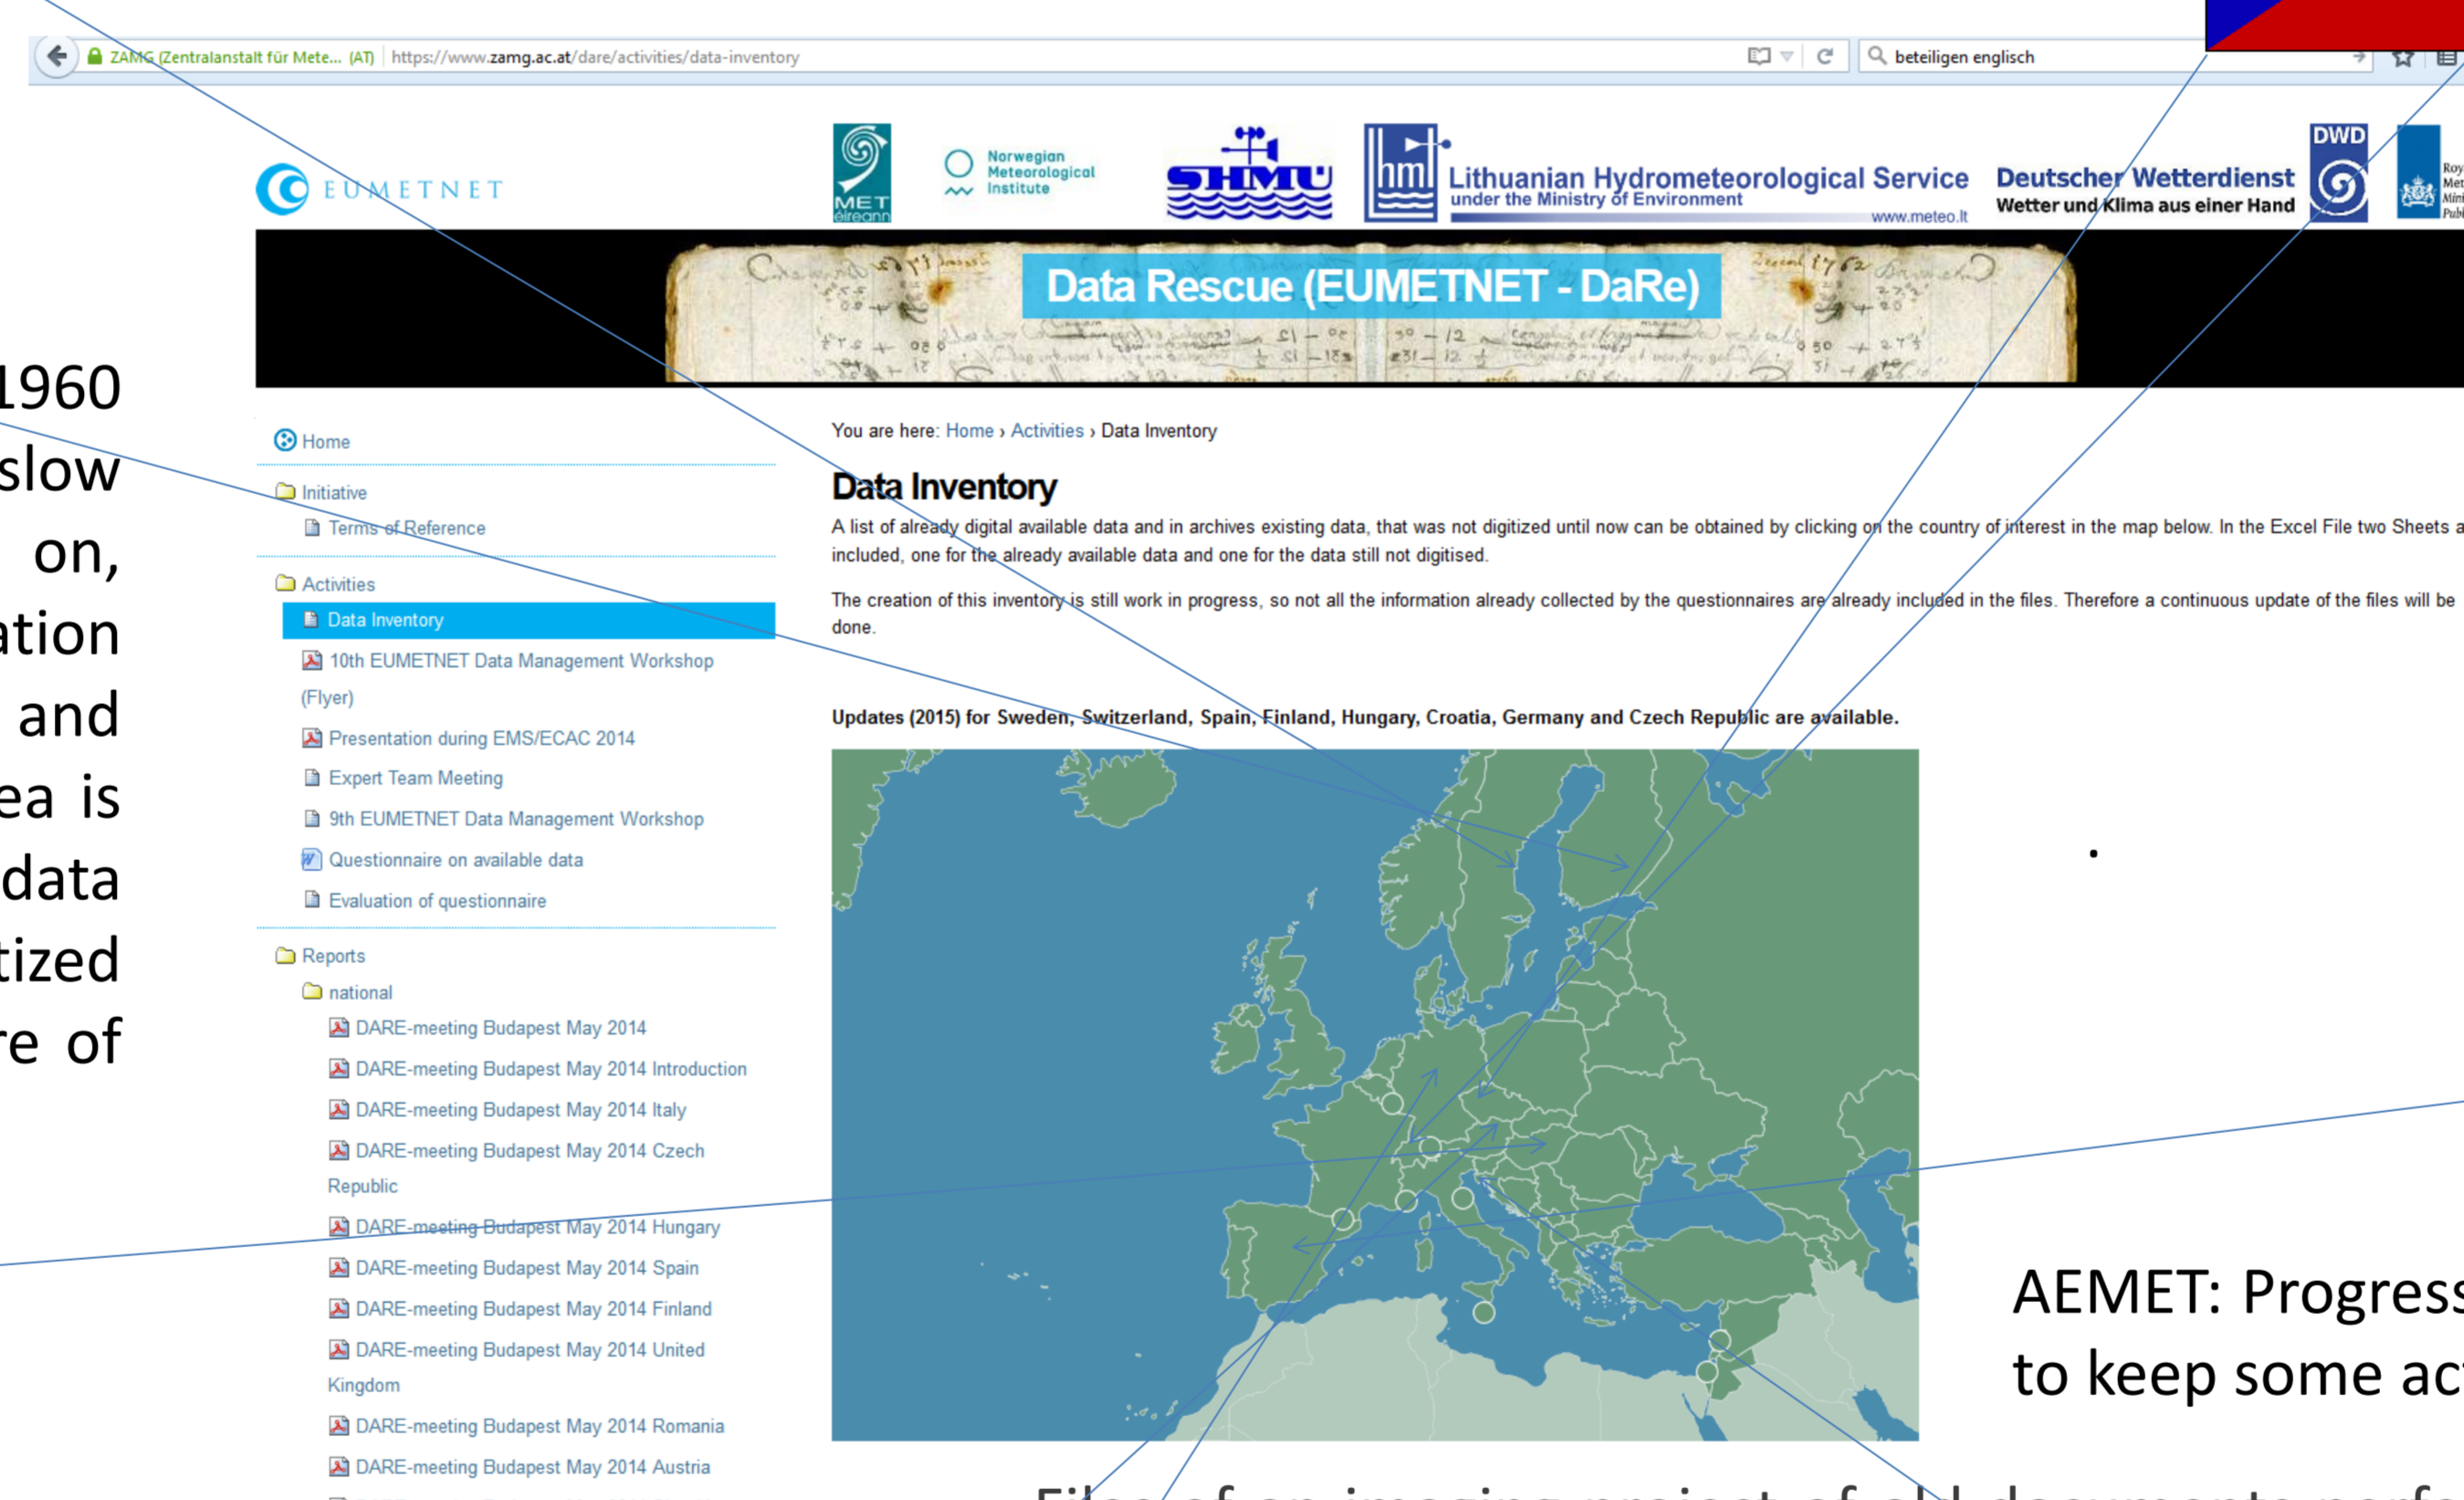 ZAMG (Zentralanstalt für Mete... (AT)
https://www.zamg.ac.at/dare/activities/data-inventory
beteiligen englisch
EUMETNET
MET
éireann
Norwegian
Meteorological
Institute
SHMÚ
hm
Lithuanian Hydrometeorological Service
under the Ministry of Environment
www.meteo.lt
Deutscher Wetterdienst
Wetter und Klima aus einer Hand
DWD
Data Rescue (EUMETNET - DaRe)
1960
slow
on,
ation
and
ea is
data
tized
re of
Home
Initiative
Terms of Reference
Activities
Data Inventory
10th EUMETNET Data Management Workshop
(Flyer)
Presentation during EMS/ECAC 2014
Expert Team Meeting
9th EUMETNET Data Management Workshop
Questionnaire on available data
Evaluation of questionnaire
Reports
national
DARE-meeting Budapest May 2014
DARE-meeting Budapest May 2014 Introduction
DARE-meeting Budapest May 2014 Italy
DARE-meeting Budapest May 2014 Czech
Republic
DARE-meeting Budapest May 2014 Hungary
DARE-meeting Budapest May 2014 Spain
DARE-meeting Budapest May 2014 Finland
DARE-meeting Budapest May 2014 United
Kingdom
DARE-meeting Budapest May 2014 Romania
DARE-meeting Budapest May 2014 Austria
You are here: Home › Activities › Data Inventory
Data Inventory
A list of already digital available data and in archives existing data, that was not digitized until now can be obtained by clicking on the country of interest in the map below. In the Excel File two Sheets a
included, one for the already available data and one for the data still not digitised.
The creation of this inventory is still work in progress, so not all the information already collected by the questionnaires are already included in the files. Therefore a continuous update of the files will be
done.
Updates (2015) for Sweden, Switzerland, Spain, Finland, Hungary, Croatia, Germany and Czech Republic are available.
.
AEMET: Progress
to keep some act
Files of an imaging project of old documents perfo